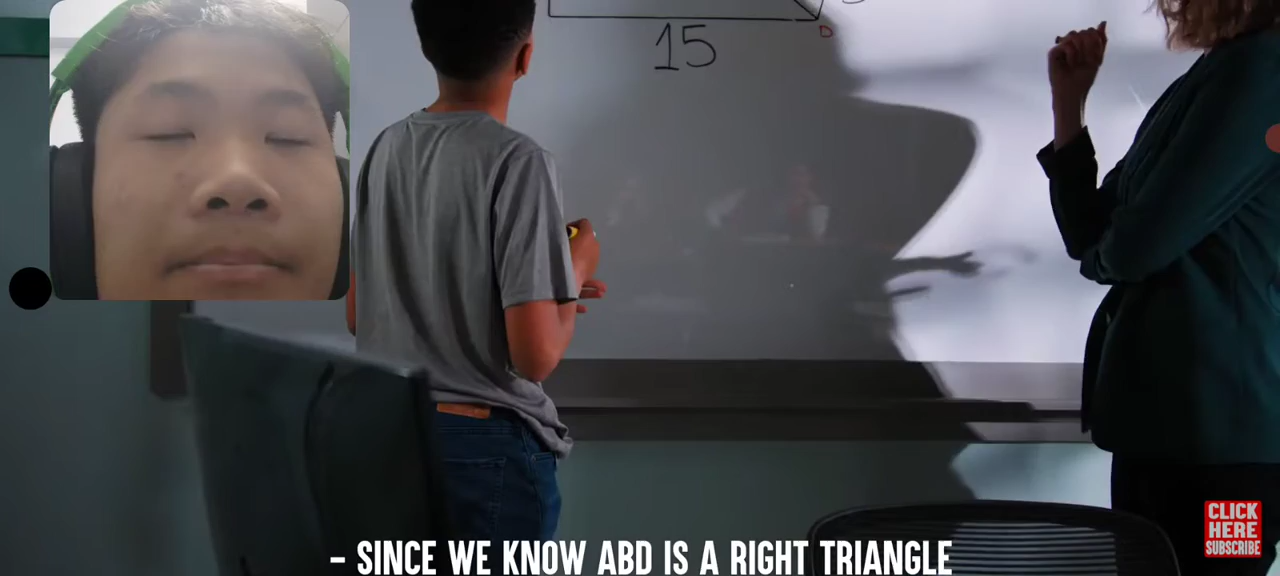 15
D
- SINCE WE KNOW ABD IS A RIGHT TRIANGLE
CLICK
HERE
SUBSCRIBE